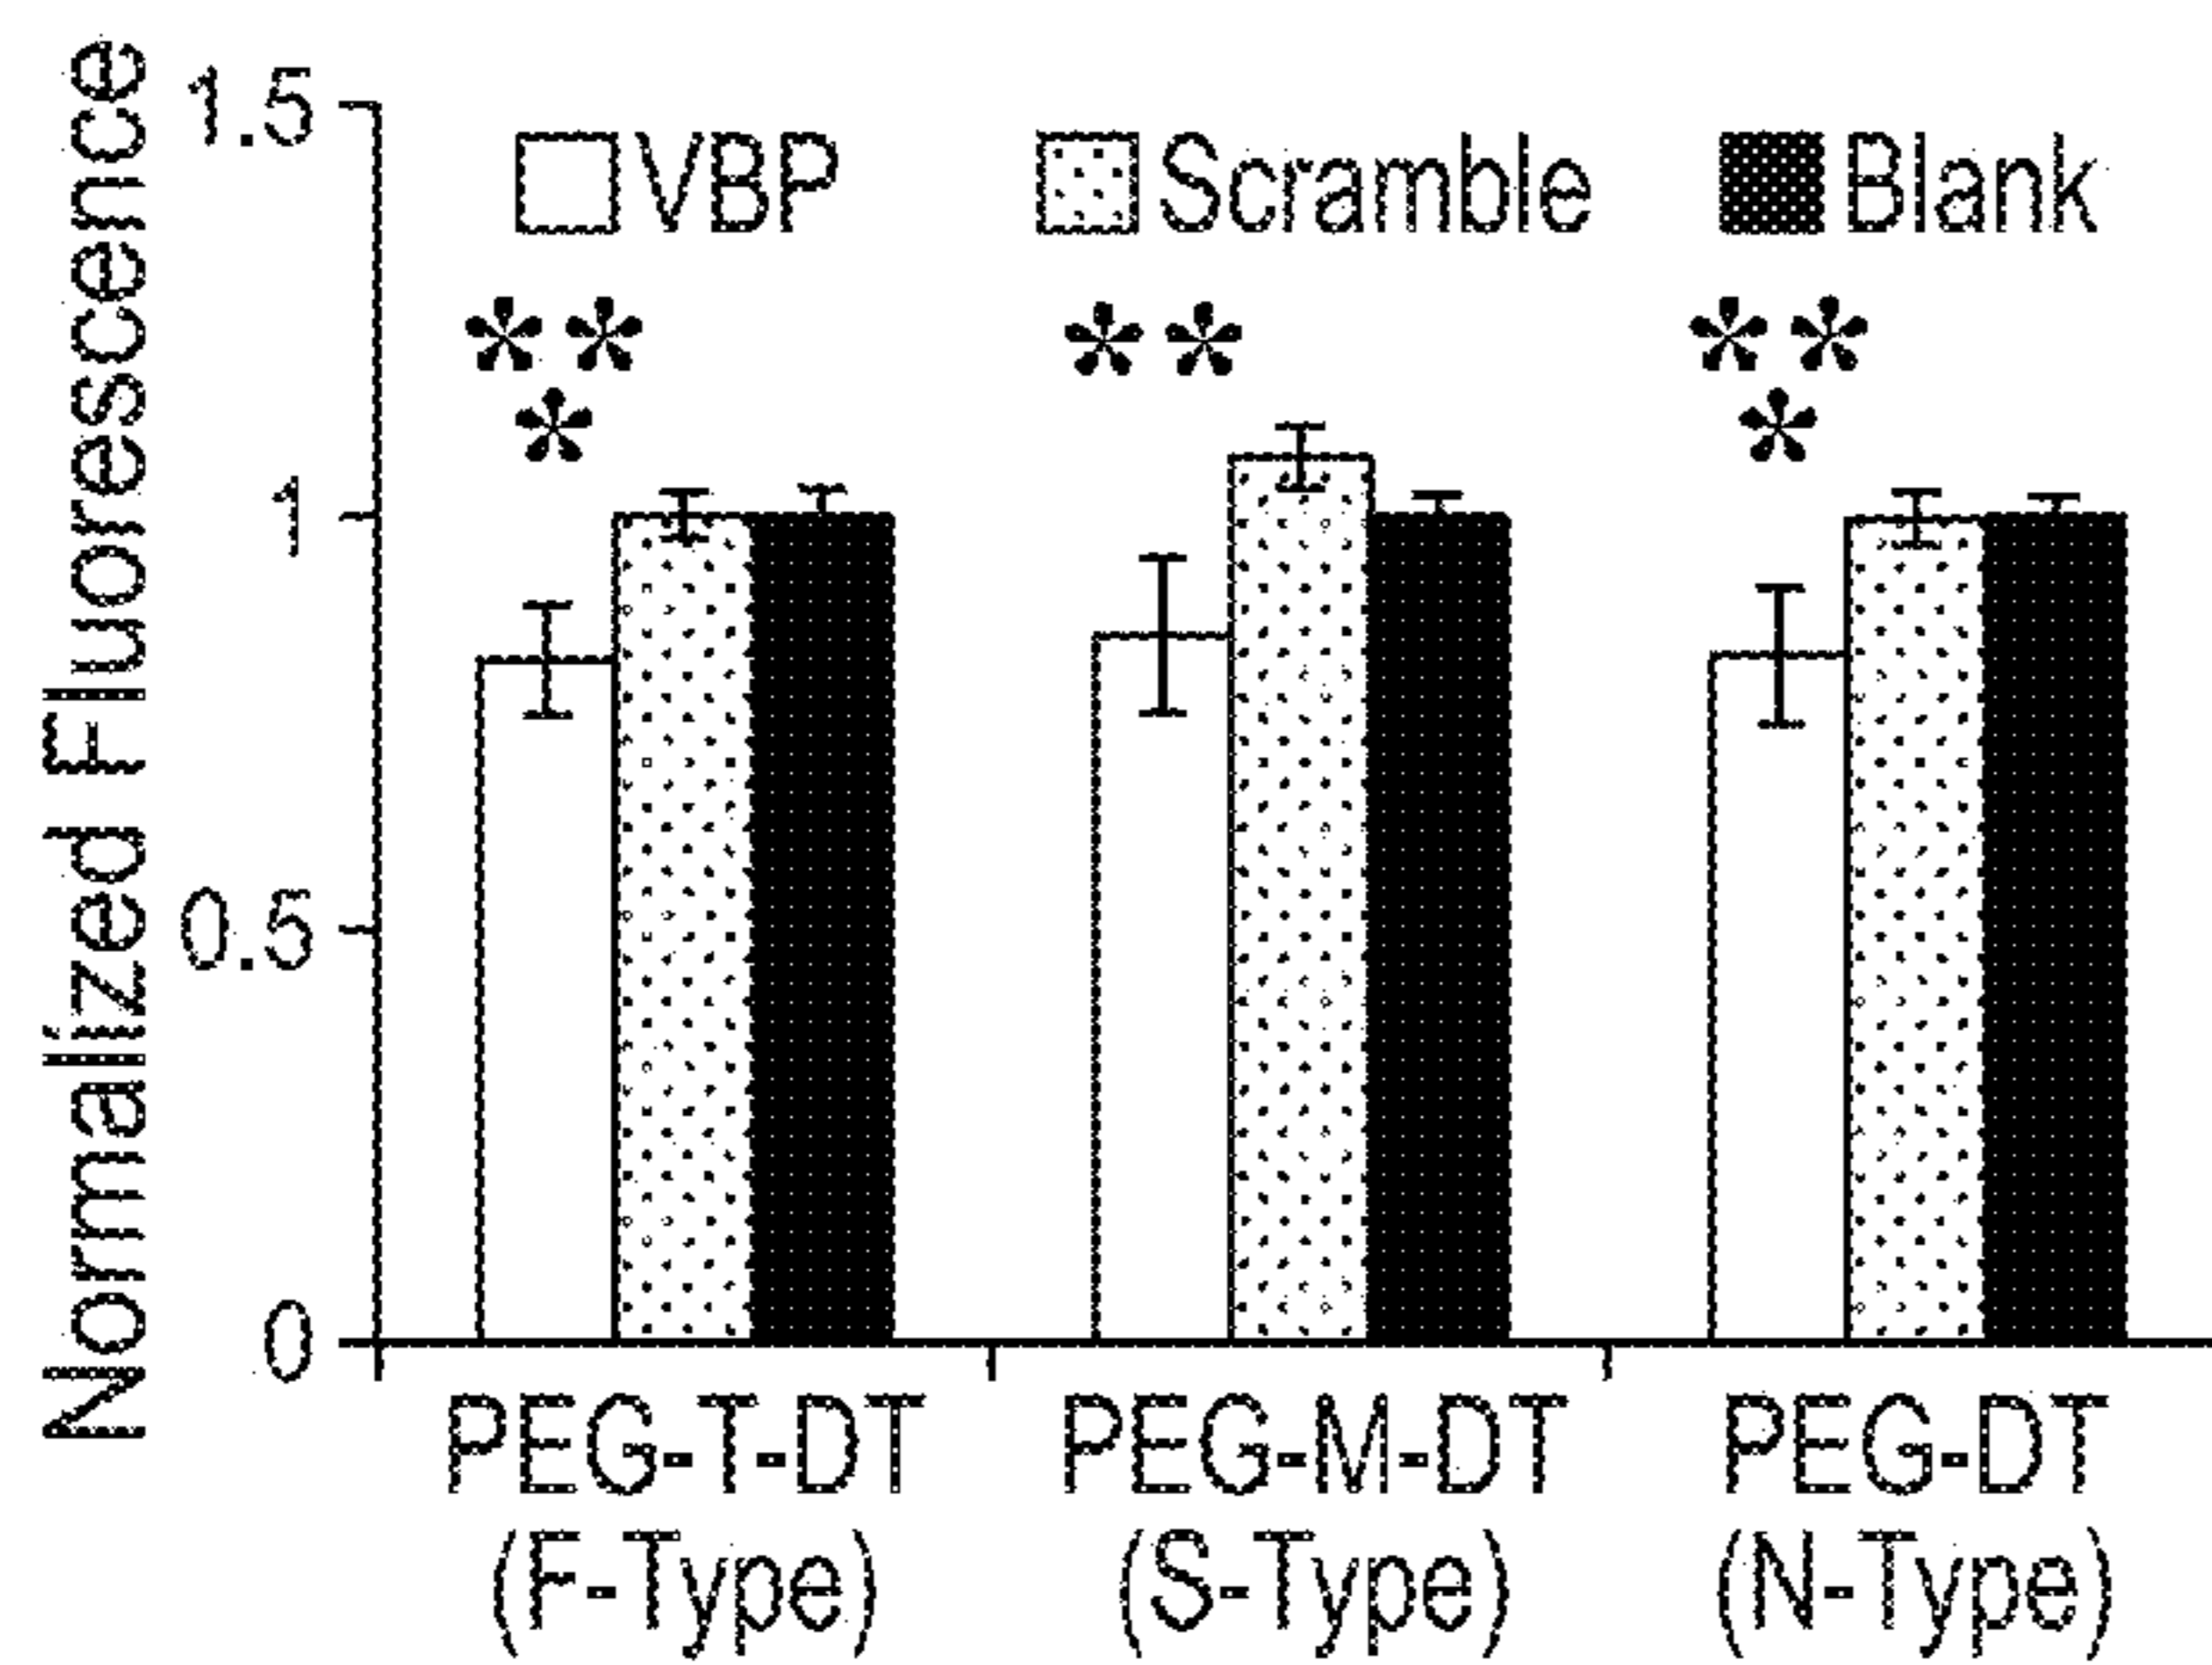 Normalized Fluorescence
1.5
1
0.5
0
VBP Scramble Blank
** ** **
* *
PEG-T-DT PEG-M-DT PEG-DT
(F-Type) (S-Type) (N-Type)